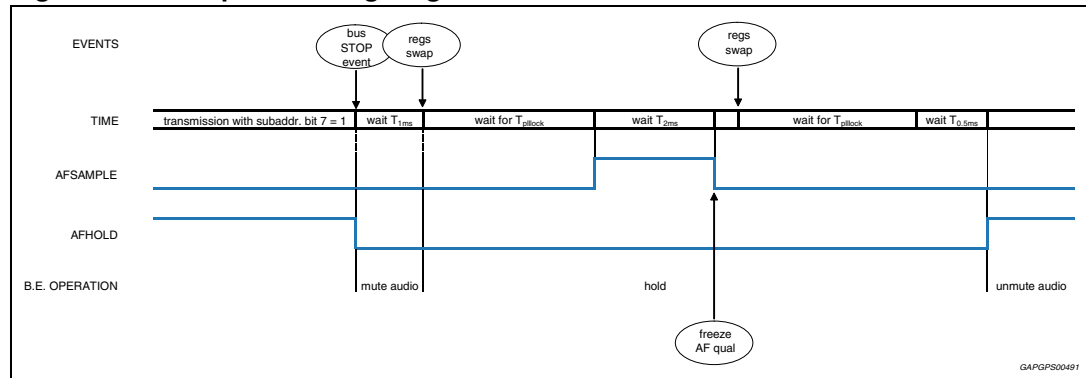 EVENTS
bus
STOP
event
regs
swap
regs
swap
TIME
transmission with subaddr. bit 7 = 1
wait T1ms
wait for Tplllock
wait T2ms
wait for Tplllock
wait T0.5ms
AFSAMPLE
AFHOLD
B.E. OPERATION
mute audio
hold
unmute audio
freeze
AF qual
GAPGPS00491